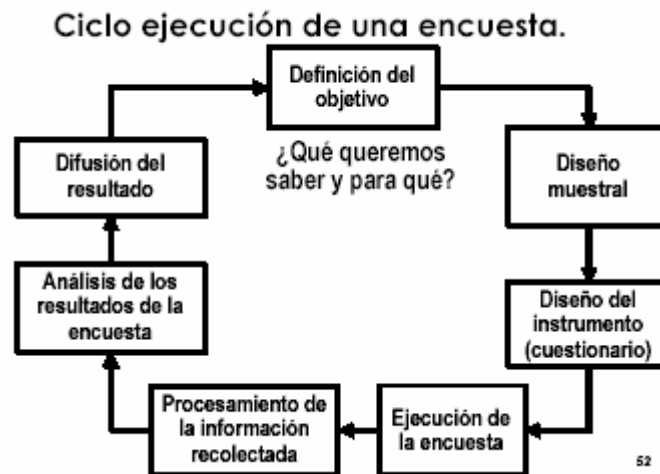 Ciclo ejecución de una encuesta.
Definición del
objetivo
¿Qué queremos
saber y para qué?
Diseño
muestral
Diseño del
instrumento
(cuestionario)
Ejecución de
la encuesta
Procesamiento de
la información
recolectada
Análisis de los
resultados de la
encuesta
Difusión del
resultado
52